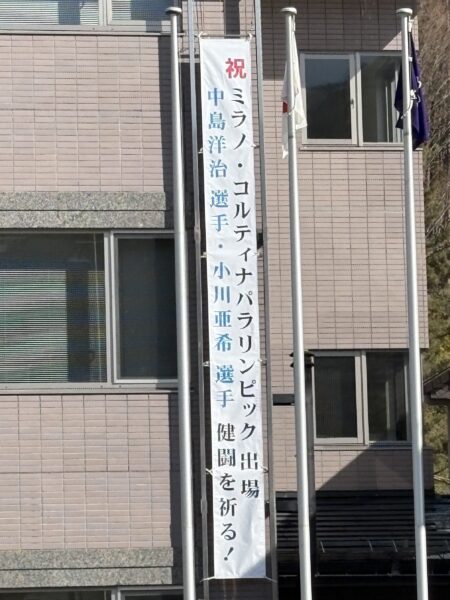 祝 ミラノ・コルティナパラリンピック 出場
中島洋治 選手・小川亜希 選手 健闘を祈る！